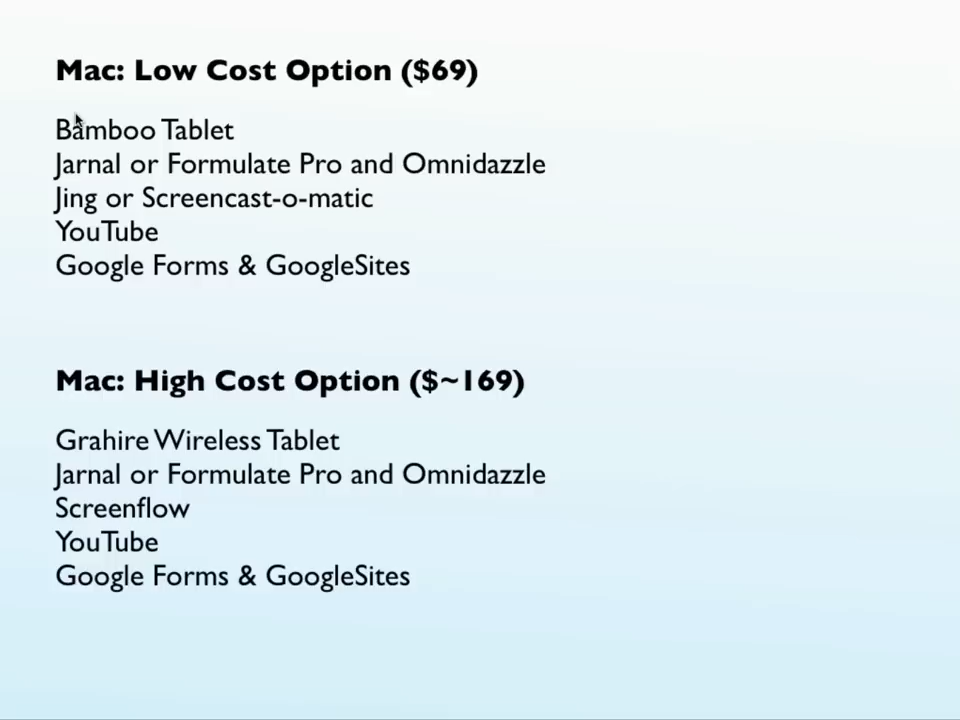 Mac: Low Cost Option ($69)
Bamboo Tablet
Jarnal or Formulate Pro and Omnidazzle
Jing or Screencast-o-matic
YouTube
Google Forms & GoogleSites
Mac: High Cost Option ($~169)
Grahire Wireless Tablet
Jarnal or Formulate Pro and Omnidazzle
Screenflow
YouTube
Google Forms & GoogleSites